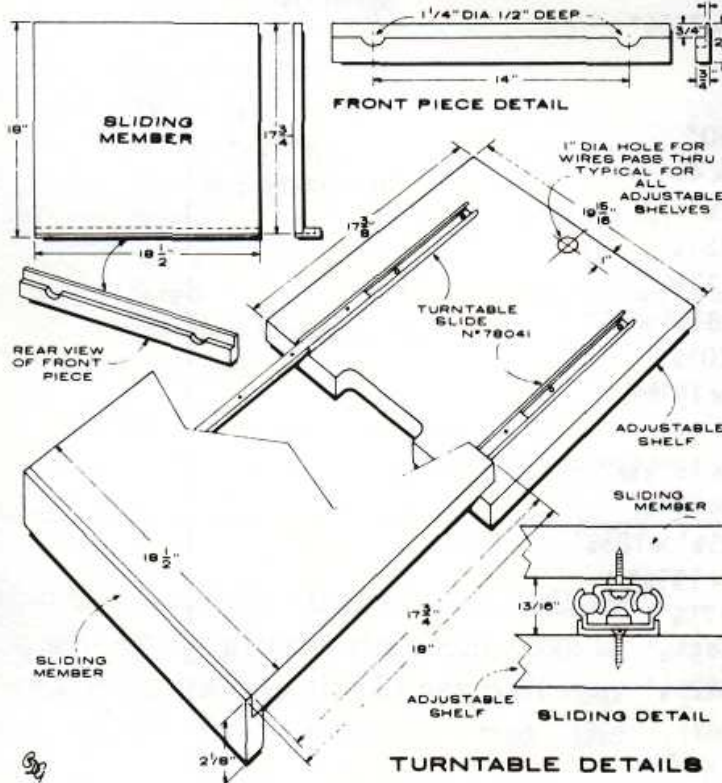 1 1/4" DIA 1/2" DEEP
3/4
14"
3/4
FRONT PIECE DETAIL
18"
SLIDING
MEMBER
17 3/4"
18 1/2"
REAR VIEW
OF FRONT
PIECE
1" DIA HOLE FOR
WIRES PASS THRU
TYPICAL FOR
ALL
ADJUSTABLE
SHELVES
17 3/8"
19 15/16"
1"
TURNTABLE
SLIDE
Nº 78041
ADJUSTABLE
SHELF
18 1/2"
SLIDING
MEMBER
2 1/8"
17 3/4"
18"
SLIDING
MEMBER
13/16"
ADJUSTABLE
SHELF
SLIDING DETAIL
TURNTABLE DETAILS